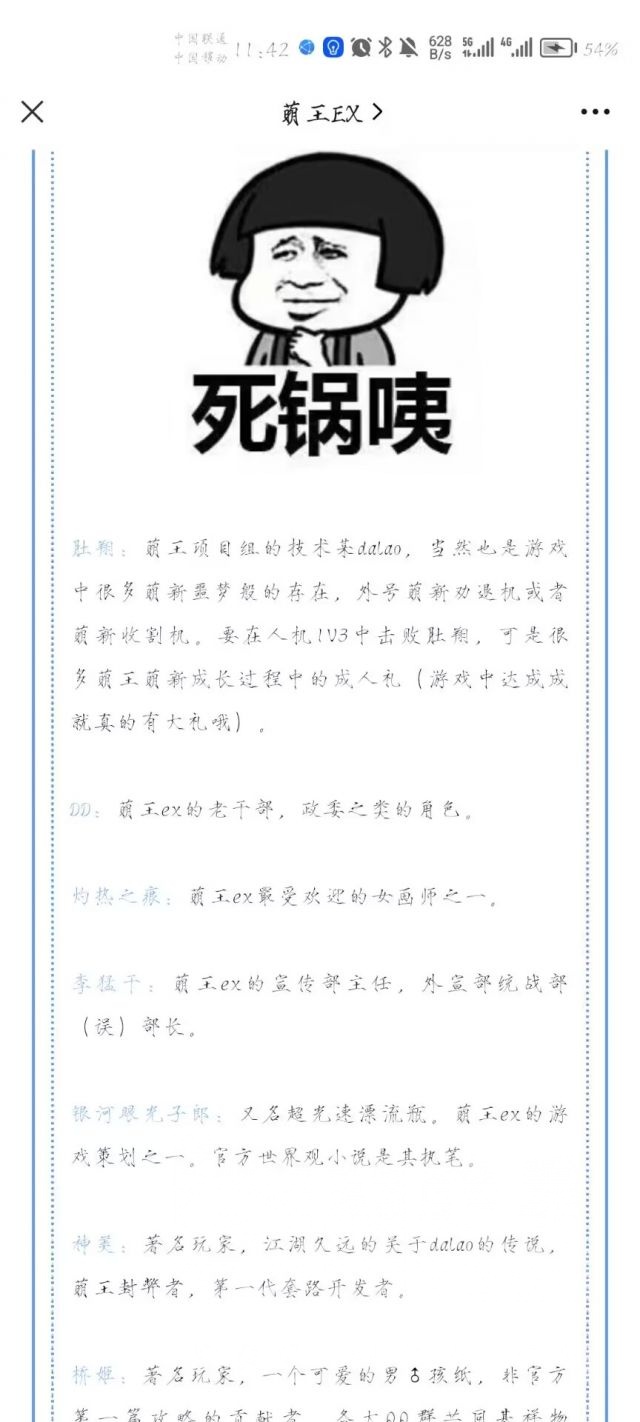 中国联通
中国移动
11:42
628
B/s
5G
4G
54%
萌王EX
死锅咦
肚翔：萌王项目组的技术某dalao，当然也是游戏
中很多萌新噩梦般的存在，外号萌新劝退机或者
萌新收割机。要在人机1V3中击败肚翔，可是很
多萌王萌新成长过程中的成人礼（游戏中达成成
就真的有大礼哦）。
DD：萌王ex的老干部，政委之类的角色。
灼热之痕：萌王ex最受欢迎的女画师之一。
李猛干：萌王ex的宣传部主任，外宣部统战部
（误）部长。
银河眼光子郎：又名超光速漂流瓶。萌王ex的游
戏策划之一。官方世界观小说是其执笔。
神冥：著名玩家，江湖久远的关于dalao的传说，
萌王封弊者，第一代套路开发者。
桥姬：著名玩家，一个可爱的男♂孩纸，非官方
第一篇攻略的贡献者，各大QQ群共同其祥物